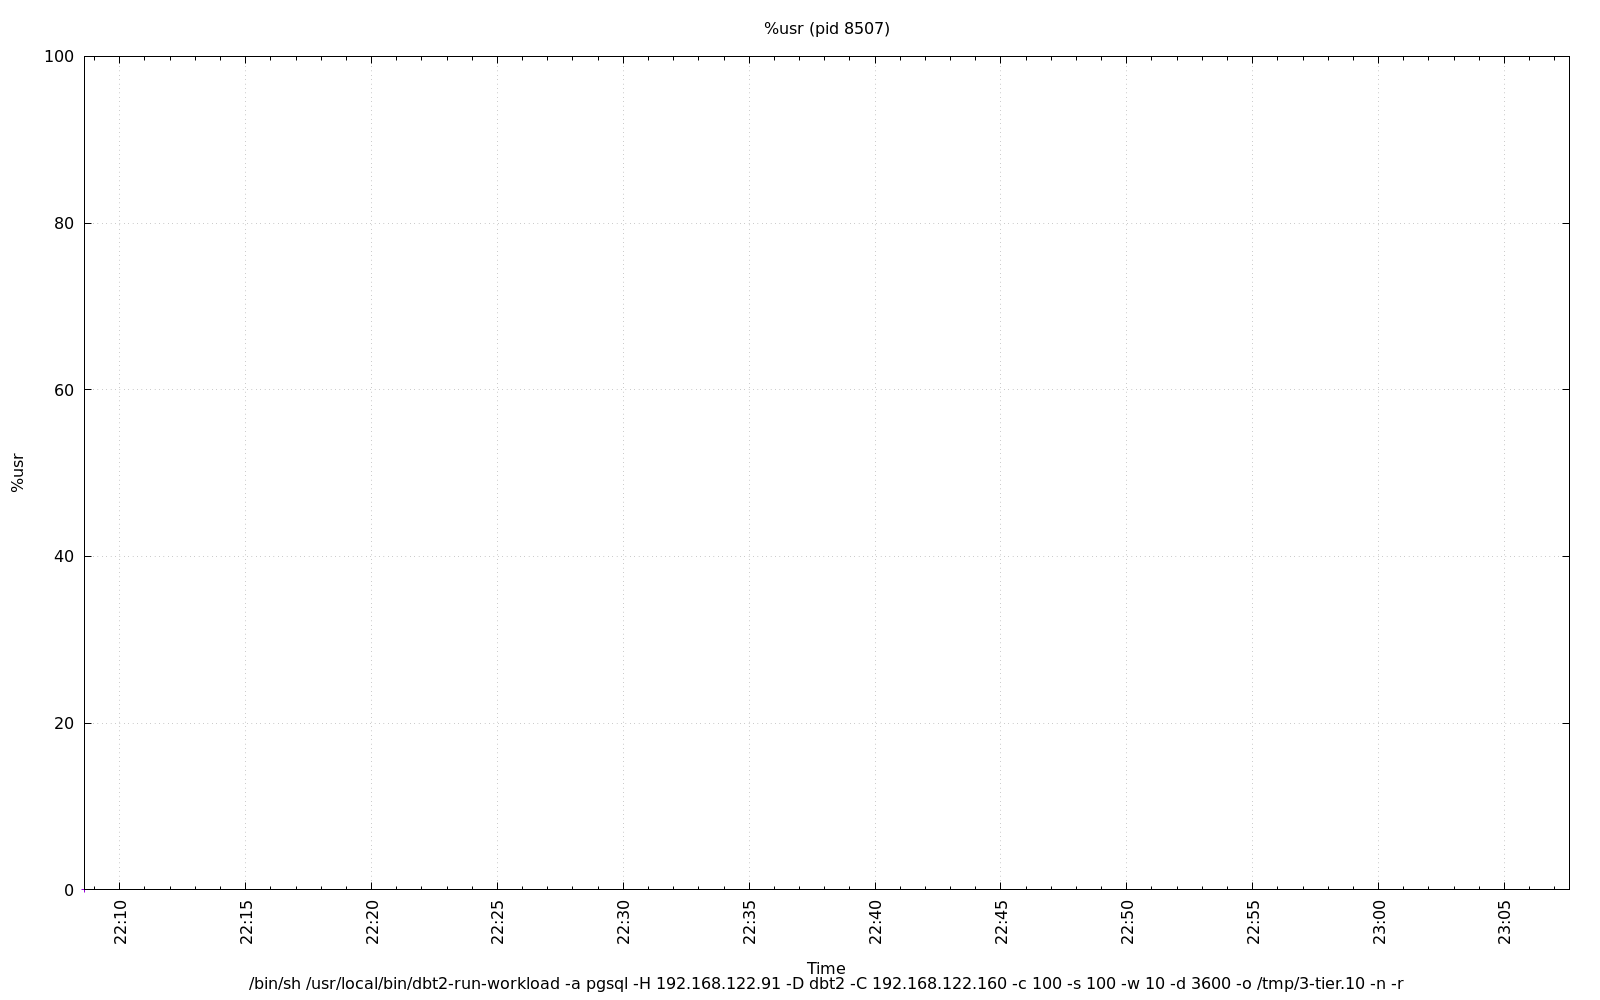 %usr (pid 8507)
100
80
60
40
20
0
%usr
22:10 22:15 22:20 22:25 22:30 22:35 22:40 22:45 22:50 22:55 23:00 23:05
Time
/bin/sh /usr/local/bin/dbt2-run-workload -a pgsql -H 192.168.122.91 -D dbt2 -C 192.168.122.160 -c 100 -s 100 -w 10 -d 3600 -o /tmp/3-tier.10 -n -r